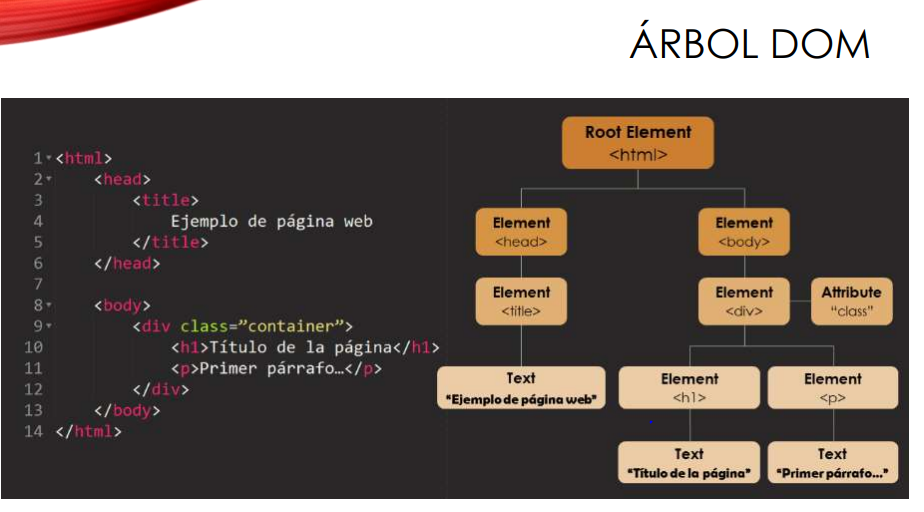 ÁRBOL DOM
1 <html>
2 <head>
3 <title>
4 Ejemplo de página web
5 </title>
6 </head>
7
8 <body>
9 <div class=”container”>
10 <h1>Título de la página</h1>
11 <p>Primer párrafo…</p>
12 </div>
13 </body>
14 </html>
Root Element
<html>
Element
<head>
Element
<body>
Element
<title>
Element
<div>
Attribute
“class”
Text
“Ejemplo de página web”
Element
<h1>
Element
<p>
Text
“Título de la página”
Text
“Primer párrafo…”